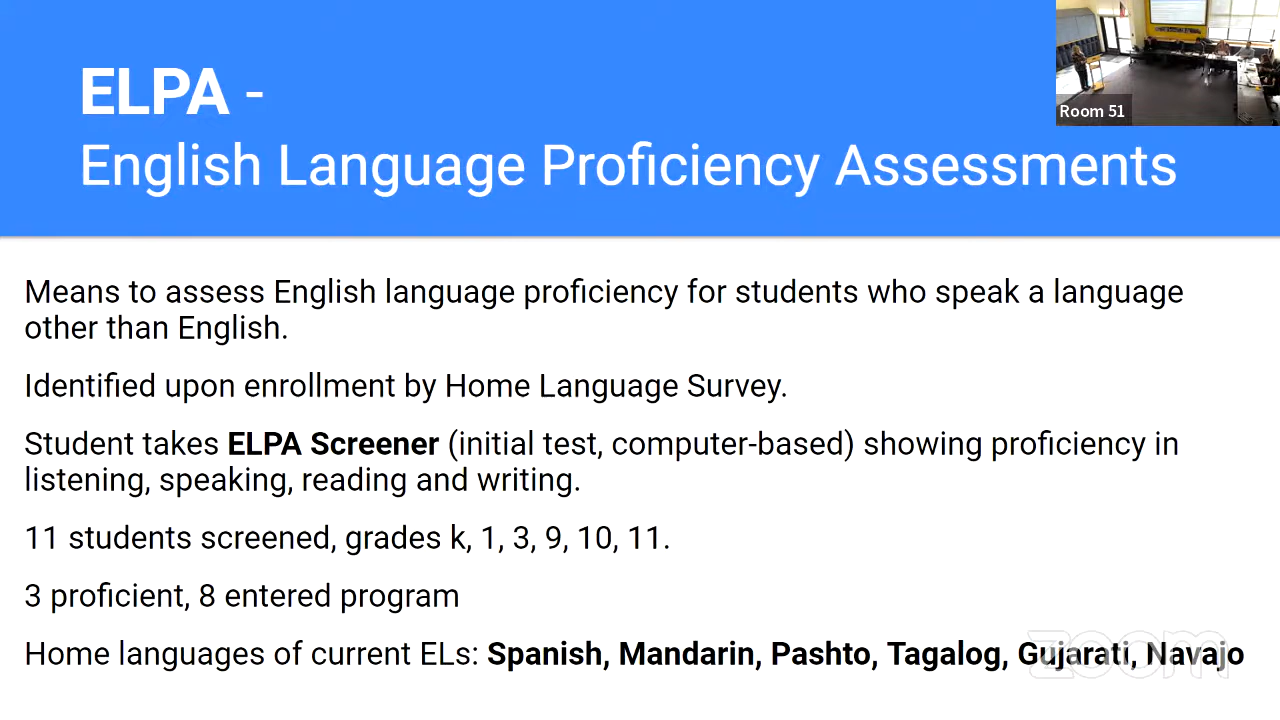 ELPA -
English Language Proficiency Assessments
Room 51
Means to assess English language proficiency for students who speak a language
other than English.
Identified upon enrollment by Home Language Survey.
Student takes ELPA Screener (initial test, computer-based) showing proficiency in
listening, speaking, reading and writing.
11 students screened, grades k, 1, 3, 9, 10, 11.
3 proficient, 8 entered program
Home languages of current ELs: Spanish, Mandarin, Pashto, Tagalog, Gujarati, Navajo
zoom